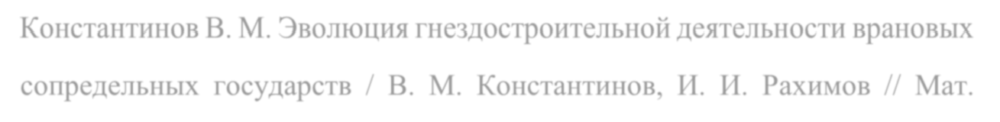 Константинов В. М. Эволюция гнездостроительной деятельности врановых
сопредельных государств / В. М. Константинов, И. И. Рахимов // Мат.